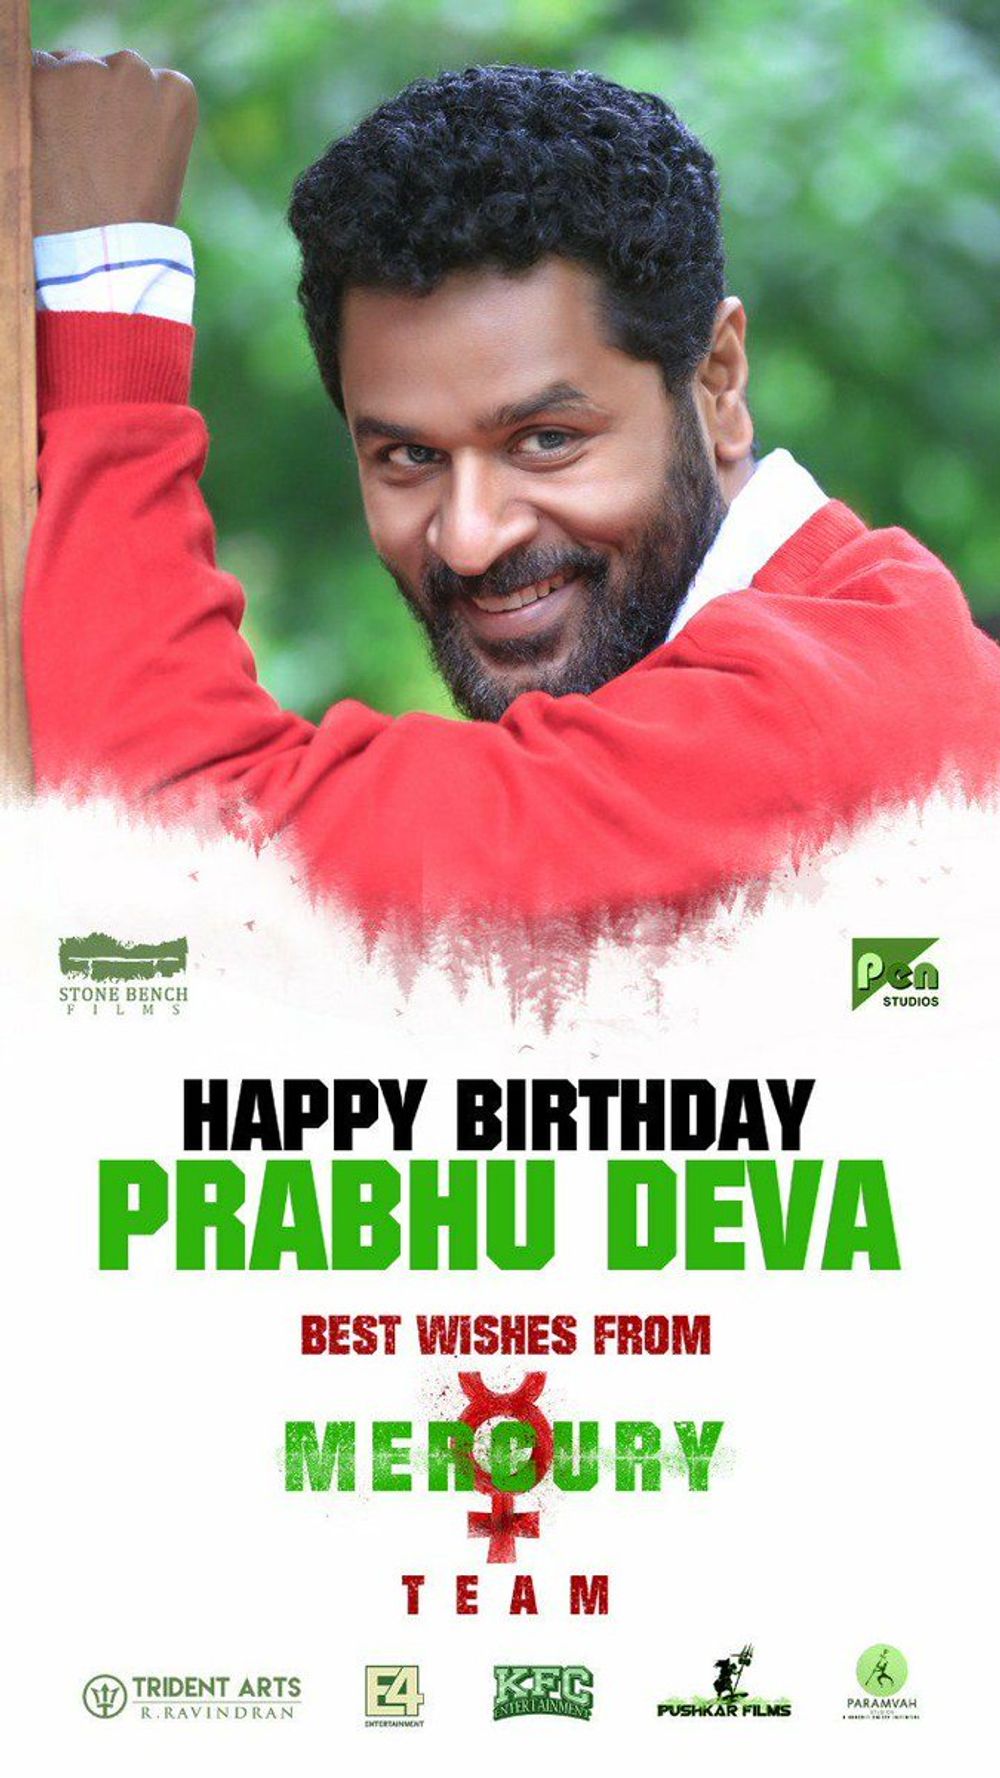 STONE BENCH
FILMS
Pen
STUDIOS
HAPPY BIRTHDAY
PRABHU DEVA
BEST WISHES FROM
MERCURY
TEAM
TRIDENT ARTS
R.RAVINDRAN
E4
ENTERTAINMENT
KFC
ENTERTAINMENT
PUSHKAR FILMS
PARAMVAH
STUDIOS